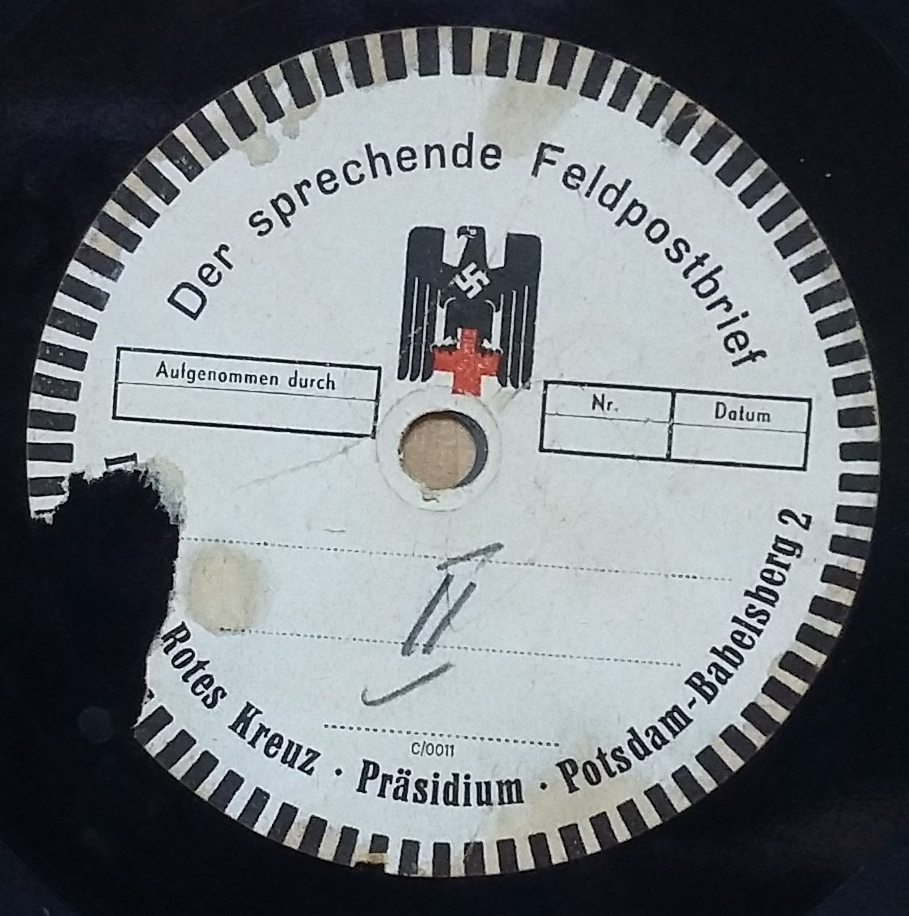 Der sprechende Feldpostbrief
Aufgenommen durch
Nr. Datum
II
C/0011
Rotes Kreuz · Präsidium · Potsdam-Babelsberg 2